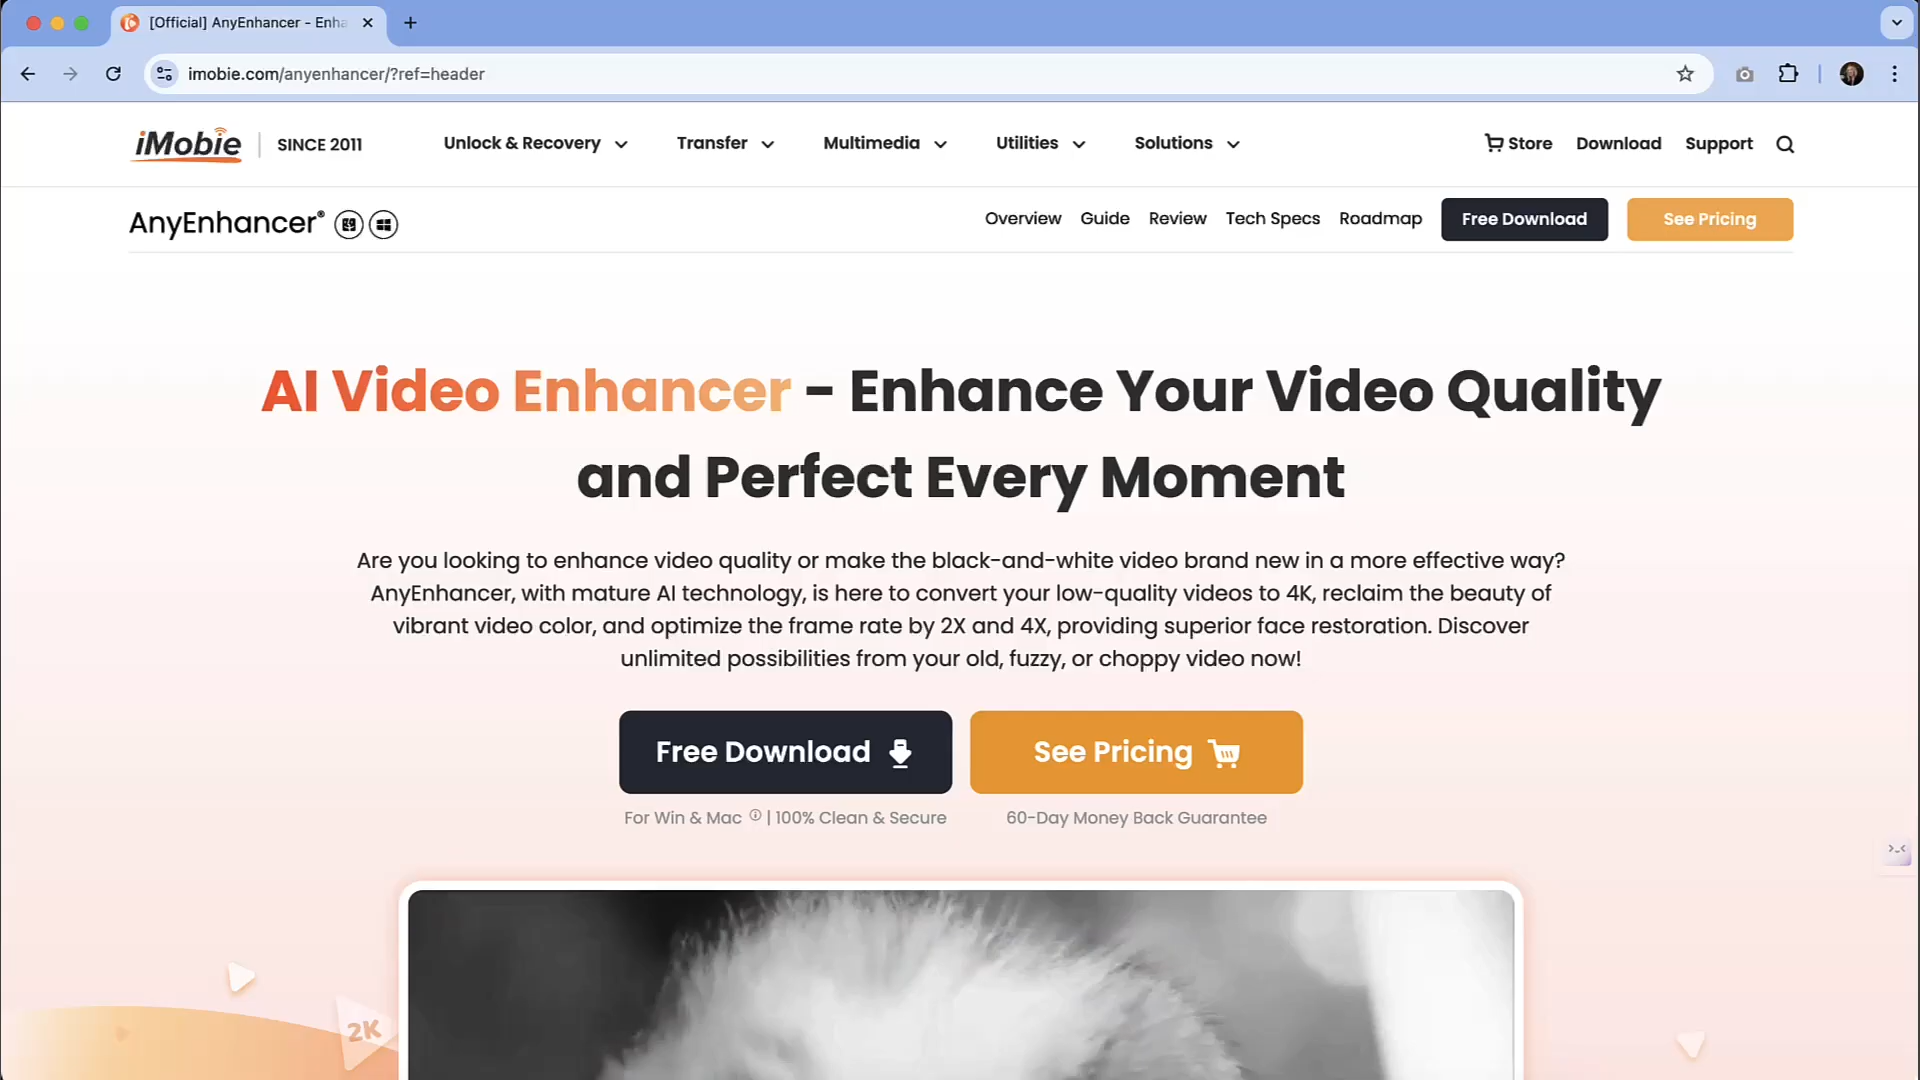 [Official] AnyEnhancer - Enha
imobie.com/anyenhancer/?ref=header
iMobie SINCE 2011 Unlock & Recovery Transfer Multimedia Utilities Solutions Store Download Support
AnyEnhancer® Overview Guide Review Tech Specs Roadmap Free Download See Pricing
AI Video Enhancer - Enhance Your Video Quality
and Perfect Every Moment
Are you looking to enhance video quality or make the black-and-white video brand new in a more effective way?
AnyEnhancer, with mature AI technology, is here to convert your low-quality videos to 4K, reclaim the beauty of
vibrant video color, and optimize the frame rate by 2X and 4X, providing superior face restoration. Discover
unlimited possibilities from your old, fuzzy, or choppy video now!
Free Download See Pricing
For Win & Mac | 100% Clean & Secure 60-Day Money Back Guarantee
2K